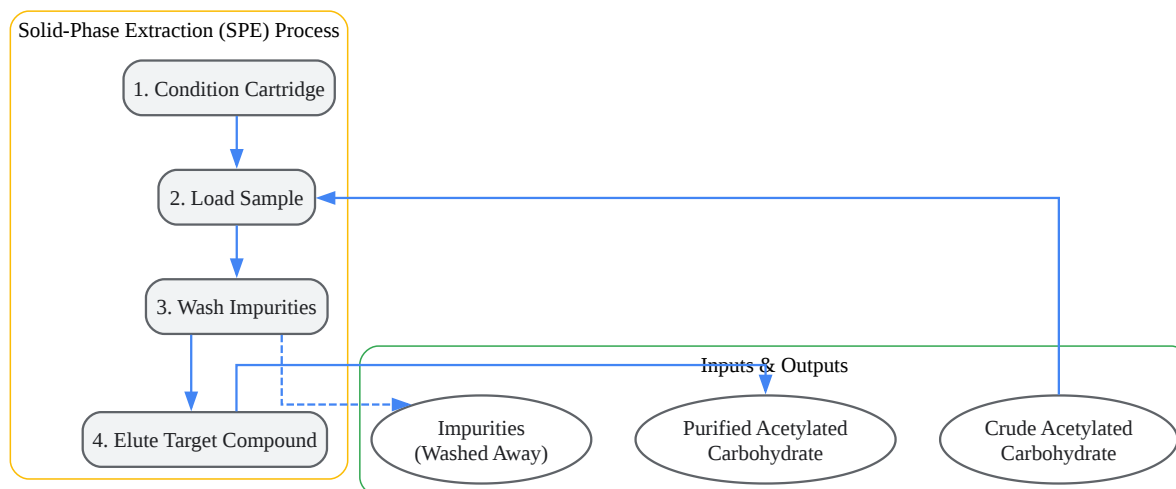 Solid-Phase Extraction (SPE) Process
1. Condition Cartridge
2. Load Sample
3. Wash Impurities
4. Elute Target Compound
Inputs & Outputs
Impurities
(Washed Away)
Purified Acetylated
Carbohydrate
Crude Acetylated
Carbohydrate